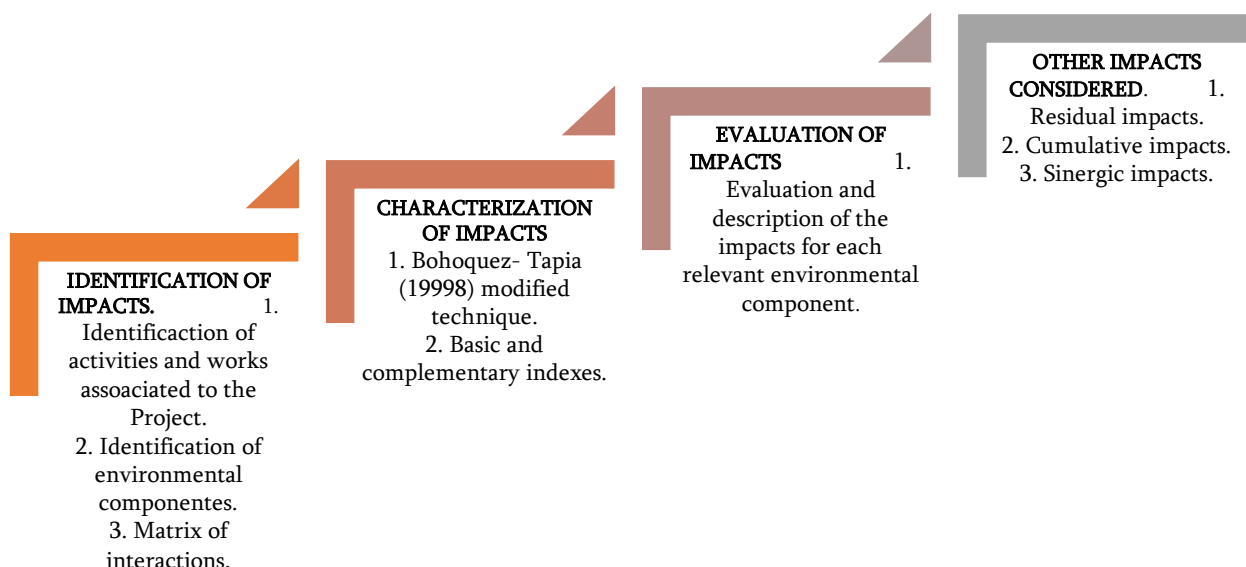 IDENTIFICATION OF
IMPACTS. 1.
Identificaction of
activities and works
assoaciated to the
Project.
2. Identification of
environmental
componentes.
3. Matrix of
interactions.
CHARACTERIZATION
OF IMPACTS
1. Bohoquez- Tapia
(19998) modified
technique.
2. Basic and
complementary indexes.
EVALUATION OF
IMPACTS 1.
Evaluation and
description of the
impacts for each
relevant environmental
component.
OTHER IMPACTS
CONSIDERED. 1.
Residual impacts.
2. Cumulative impacts.
3. Sinergic impacts.